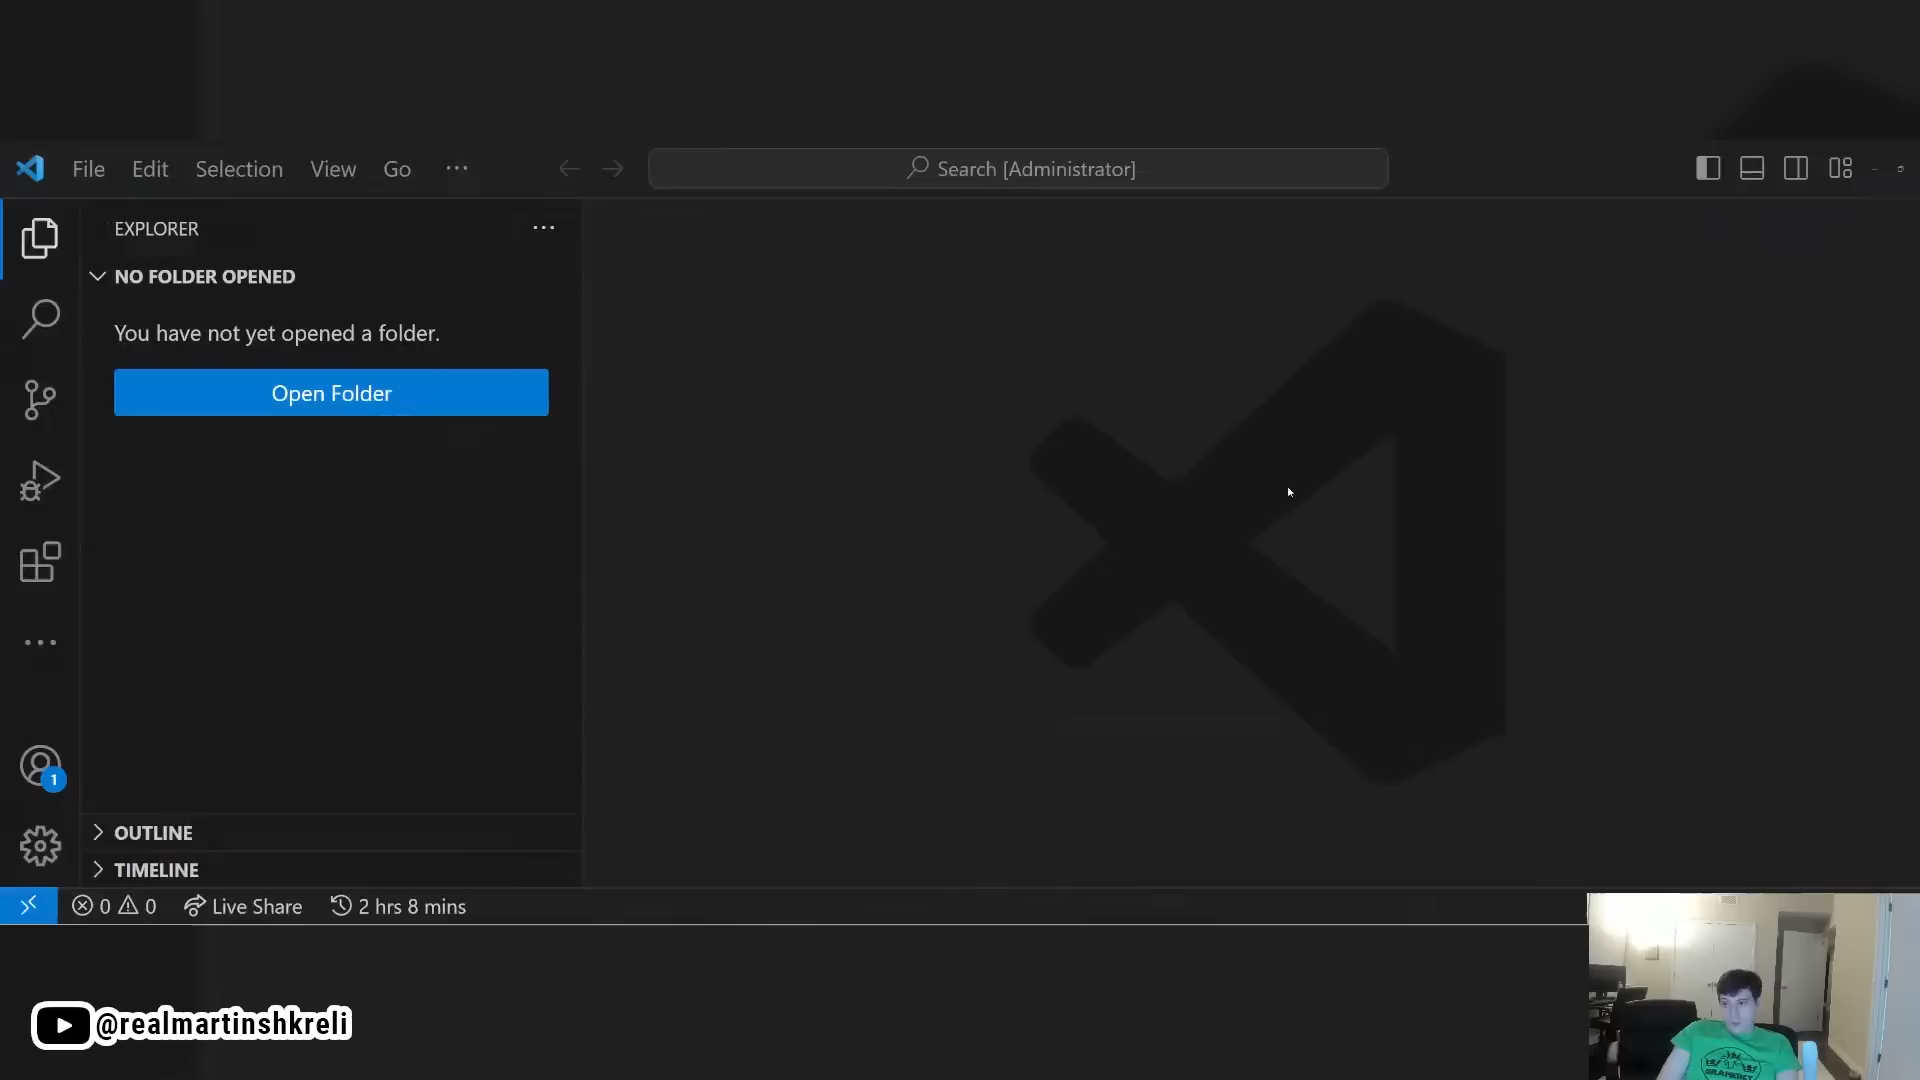 File Edit Selection View Go ···
Search [Administrator]
EXPLORER ···
NO FOLDER OPENED
You have not yet opened a folder.
Open Folder
1
OUTLINE
TIMELINE
0 0 Live Share 2 hrs 8 mins
@realmartinshkreli